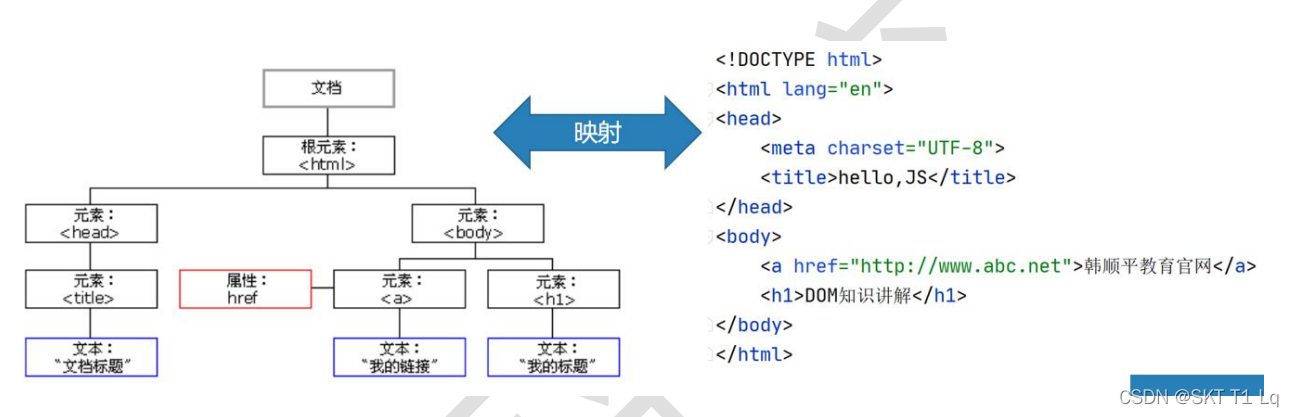 文档
根元素：
<html>
元素：
<head>
元素：
<body>
元素：
<title>
属性：
href
元素：
<a>
元素：
<h1>
文本：
"文档标题"
文本：
"我的链接"
文本：
"我的标题"
映射
<!DOCTYPE html>
<html lang="en">
<head>
    <meta charset="UTF-8">
    <title>hello,JS</title>
</head>
<body>
    <a href="http://www.abc.net">韩顺平教育官网</a>
    <h1>DOM知识讲解</h1>
</body>
</html>
CSDN @SKT T1 Lq